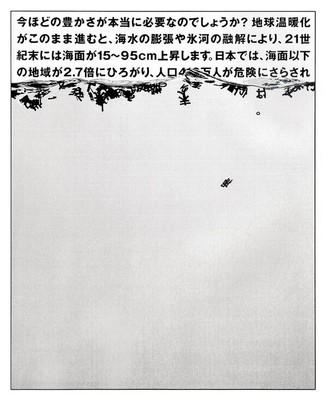 今ほどの豊かさが本当に必要なのでしょうか? 地球温暖化
がこのまま進むと、海水の膨張や氷河の融解により、21世
紀末には海面が15〜95cm上昇します。日本では、海面以下
の地域が2.7倍にひろがり、人口 万人が危険にさらされ